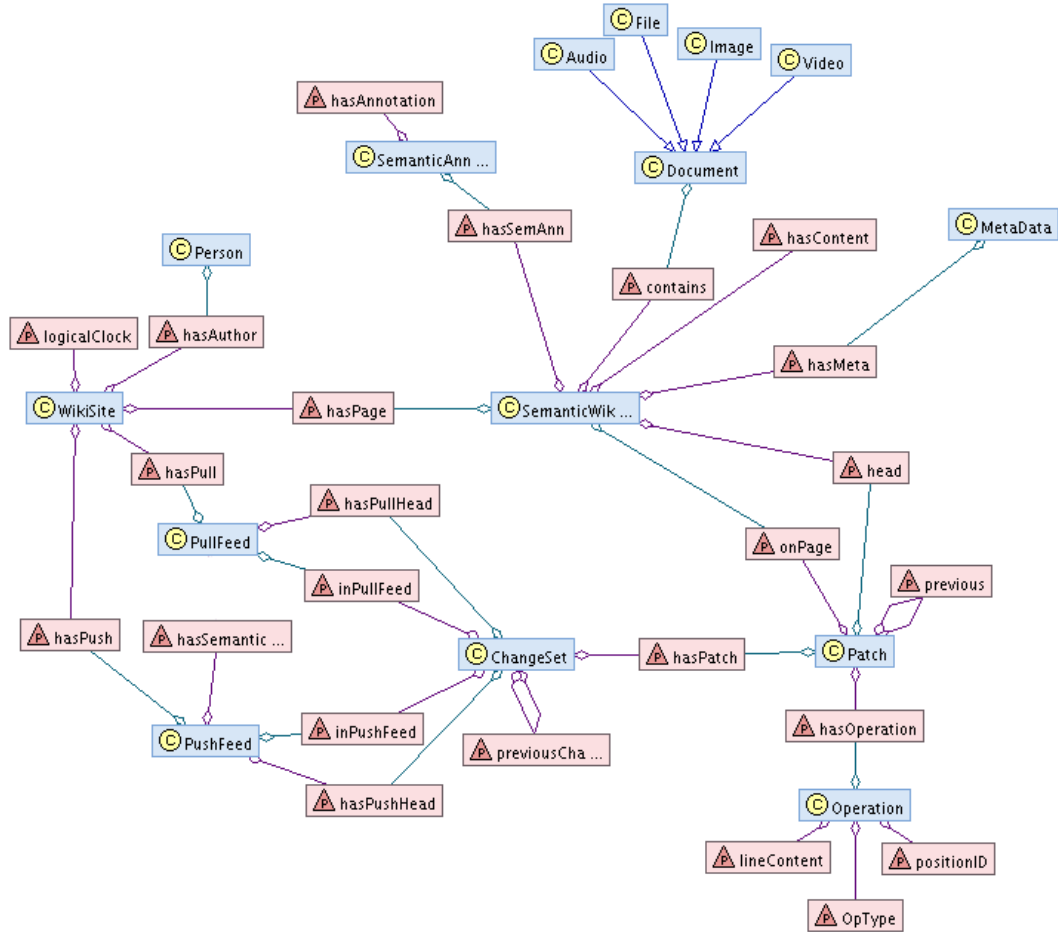 C File
C Image
C Audio
C Video
P hasAnnotation
C SemanticAnn ...
C Document
P hasSemAnn
C MetaData
P hasContent
C Person
P contains
P logicalClock
P hasAuthor
P hasMeta
C WikiSite
P hasPage
C SemanticWik ...
P hasPull
P head
P hasPullHead
C PullFeed
P onPage
P inPullFeed
P previous
P hasPush
P hasSemantic ...
C ChangeSet
P hasPatch
C Patch
P inPushFeed
C PushFeed
P previousCha ...
P hasOperation
P hasPushHead
C Operation
P lineContent
P positionID
P OpType